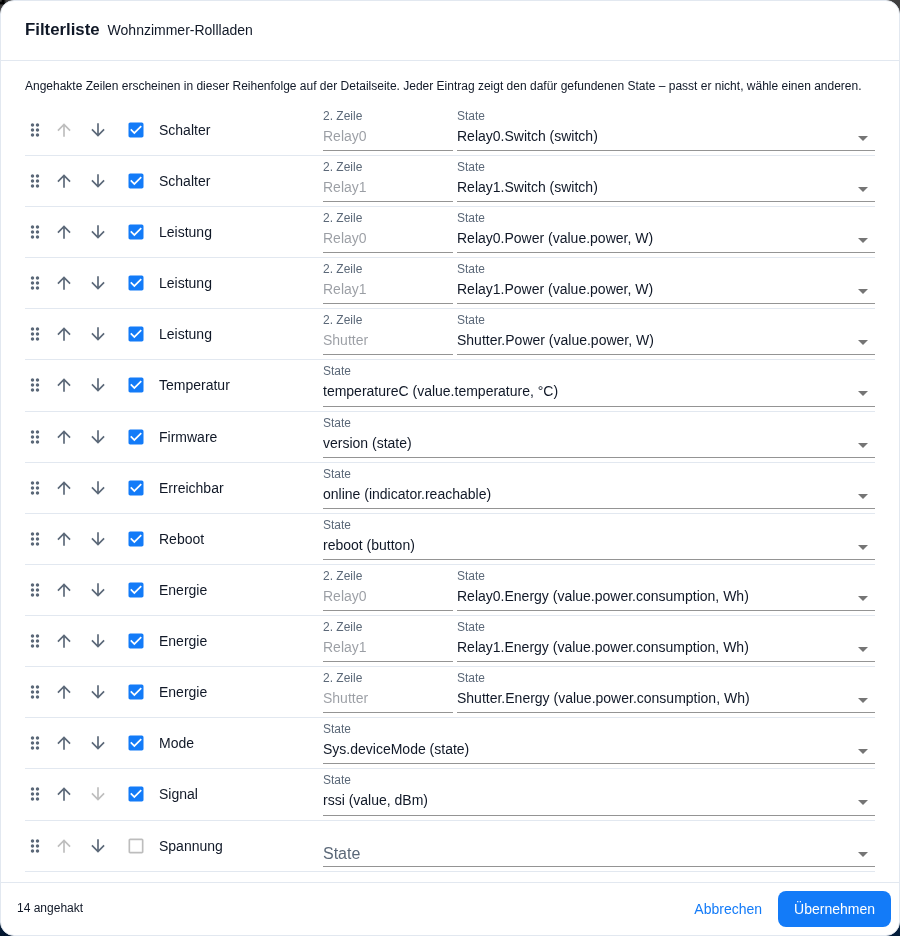 Filterliste Wohnzimmer-Rollladen
Angehakte Zeilen erscheinen in dieser Reihenfolge auf der Detailseite. Jeder Eintrag zeigt den dafür gefundenen State – passt er nicht, wähle einen anderen.
2. Zeile State
Schalter Relay0 Relay0.Switch (switch)
2. Zeile State
Schalter Relay1 Relay1.Switch (switch)
2. Zeile State
Leistung Relay0 Relay0.Power (value.power, W)
2. Zeile State
Leistung Relay1 Relay1.Power (value.power, W)
2. Zeile State
Leistung Shutter Shutter.Power (value.power, W)
State
Temperatur temperatureC (value.temperature, °C)
State
Firmware version (state)
State
Erreichbar online (indicator.reachable)
State
Reboot reboot (button)
2. Zeile State
Energie Relay0 Relay0.Energy (value.power.consumption, Wh)
2. Zeile State
Energie Relay1 Relay1.Energy (value.power.consumption, Wh)
2. Zeile State
Energie Shutter Shutter.Energy (value.power.consumption, Wh)
State
Mode Sys.deviceMode (state)
State
Signal rssi (value, dBm)
Spannung State
14 angehakt Abbrechen Übernehmen